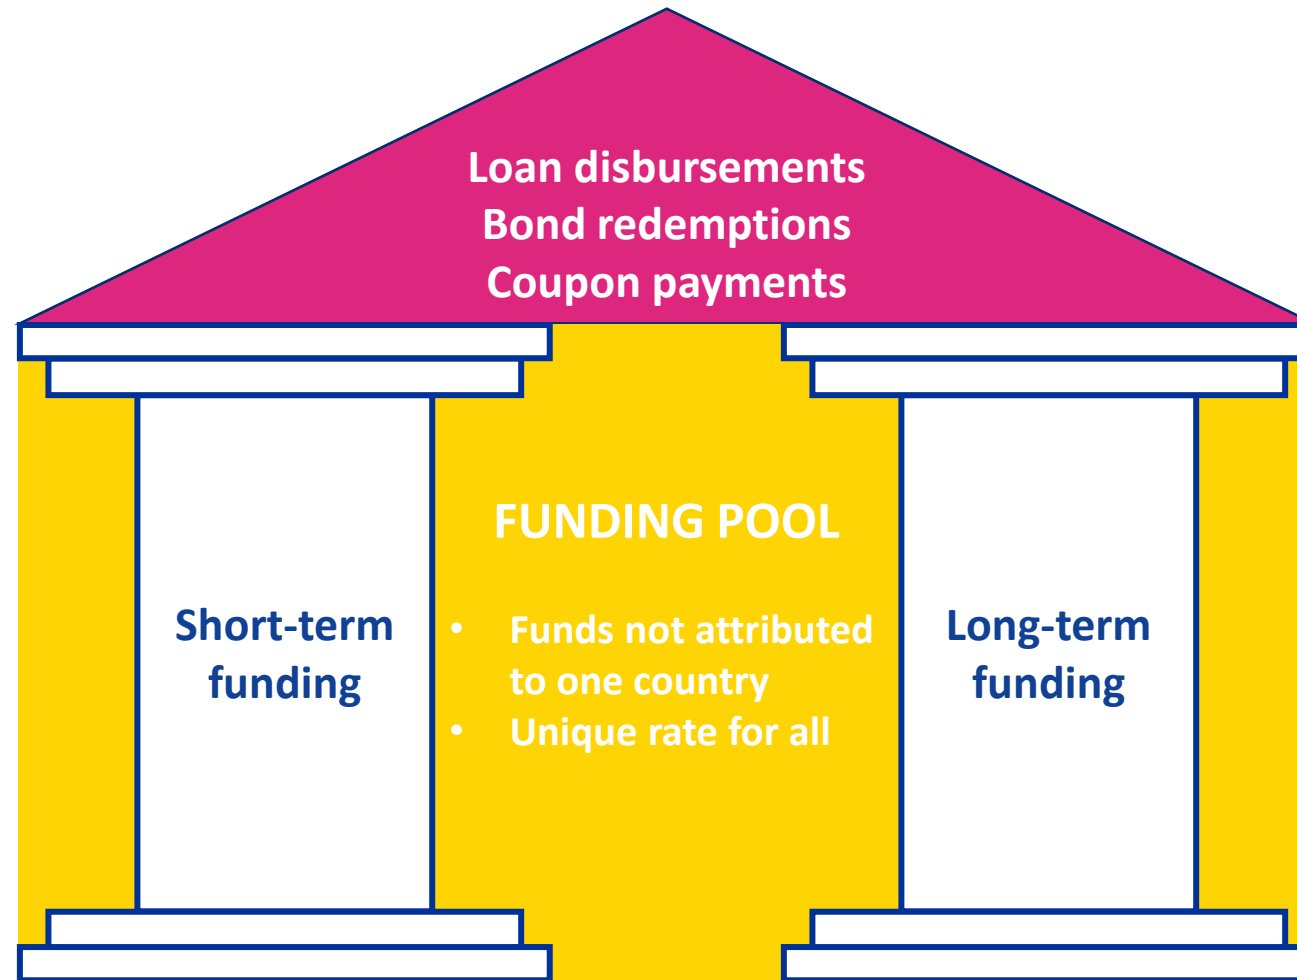 Loan disbursements
Bond redemptions
Coupon payments
FUNDING POOL
Short-term
funding
• Funds not attributed
to one country
• Unique rate for all
Long-term
funding